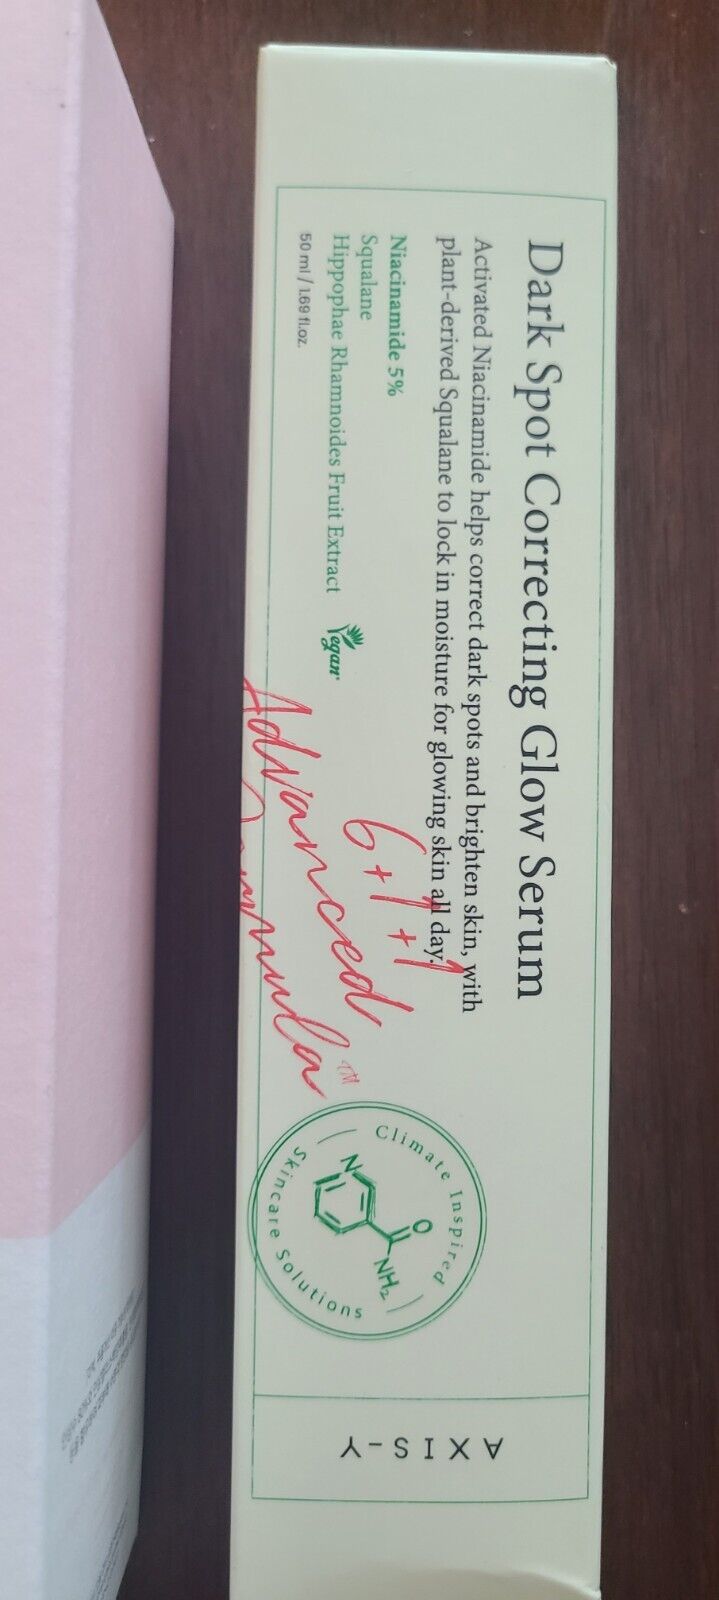 Dark Spot Correcting Glow Serum
Activated Niacinamide helps correct dark spots and brighten skin, with
plant-derived Squalane to lock in moisture for glowing skin all day.
Niacinamide 5%
Squalane
Hippophae Rhamnoides Fruit Extract
50 ml / 1.69 fl.oz.
Vegan
6+1+1
Advanced
Formula™
Climate Inspired
Skincare Solutions
N
O
NH₂
AXIS-Y